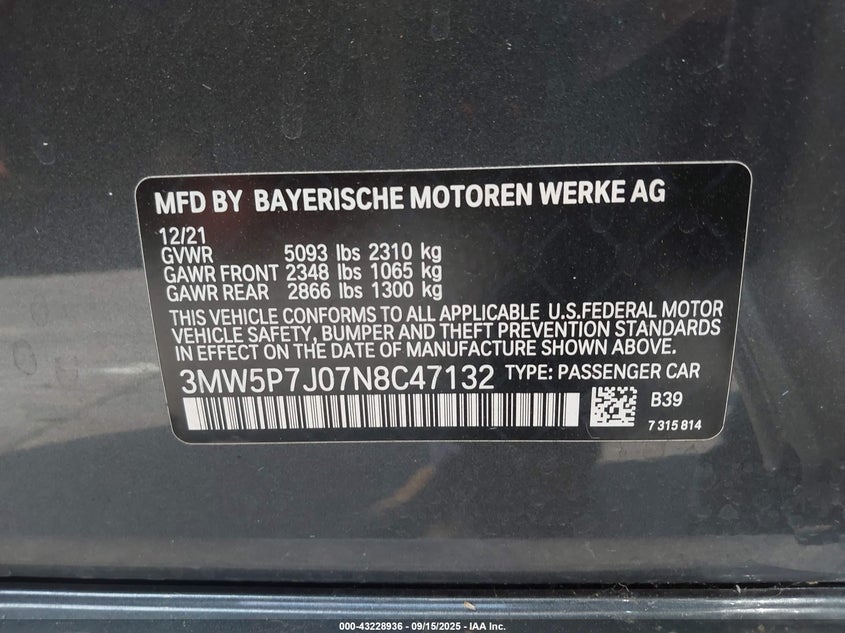 MFD BY BAYERISCHE MOTOREN WERKE AG
12/21
GVWR 5093 lbs 2310 kg
GAWR FRONT 2348 lbs 1065 kg
GAWR REAR 2866 lbs 1300 kg
THIS VEHICLE CONFORMS TO ALL APPLICABLE U.S.FEDERAL MOTOR
VEHICLE SAFETY, BUMPER AND THEFT PREVENTION STANDARDS
IN EFFECT ON THE DATE OF MANUFACTURE SHOWN ABOVE.
3MW5P7J07N8C47132 TYPE: PASSENGER CAR
B39
7 315 814
000-43228936 - 09/15/2025 - IAA Inc.